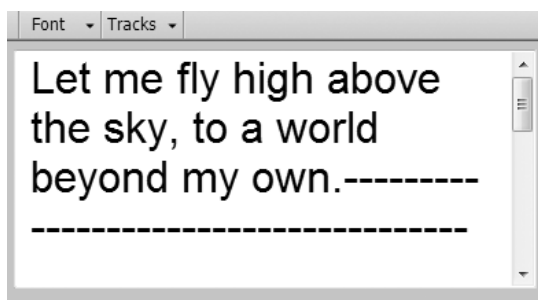 Font Tracks
Let me fly high above
the sky, to a world
beyond my own.---------
-----------------------------